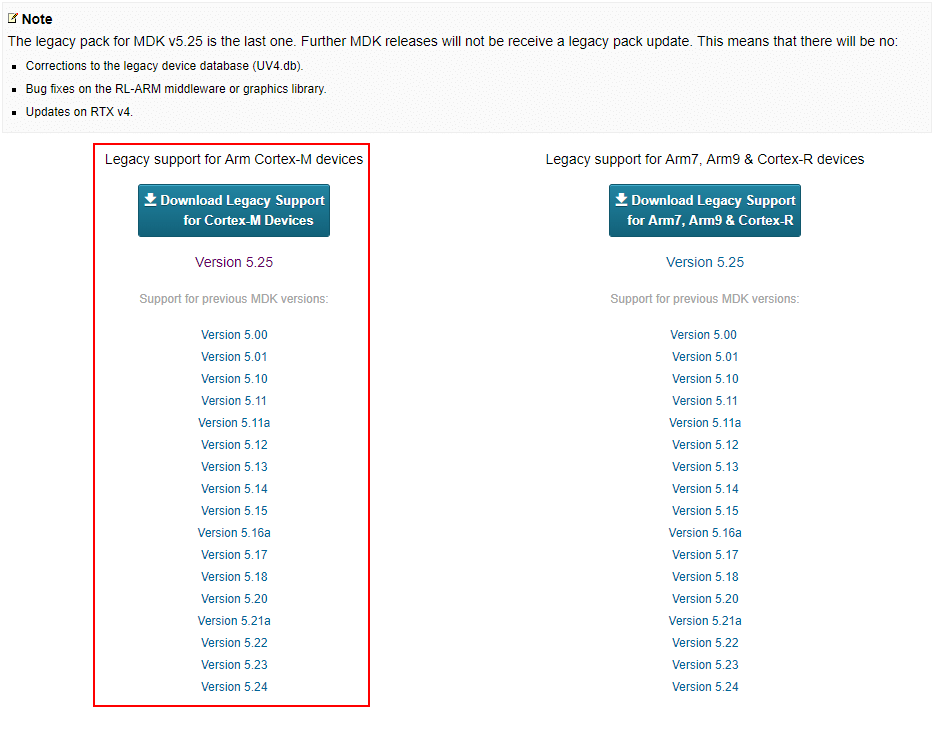 Note
The legacy pack for MDK v5.25 is the last one. Further MDK releases will not be receive a legacy pack update. This means that there will be no:
Corrections to the legacy device database (UV4.db).
Bug fixes on the RL-ARM middleware or graphics library.
Updates on RTX v4.
Legacy support for Arm Cortex-M devices
Download Legacy Support
for Cortex-M Devices
Version 5.25
Support for previous MDK versions:
Version 5.00
Version 5.01
Version 5.10
Version 5.11
Version 5.11a
Version 5.12
Version 5.13
Version 5.14
Version 5.15
Version 5.16a
Version 5.17
Version 5.18
Version 5.20
Version 5.21a
Version 5.22
Version 5.23
Version 5.24
Legacy support for Arm7, Arm9 & Cortex-R devices
Download Legacy Support
for Arm7, Arm9 & Cortex-R
Version 5.25
Support for previous MDK versions:
Version 5.00
Version 5.01
Version 5.10
Version 5.11
Version 5.11a
Version 5.12
Version 5.13
Version 5.14
Version 5.15
Version 5.16a
Version 5.17
Version 5.18
Version 5.20
Version 5.21a
Version 5.22
Version 5.23
Version 5.24